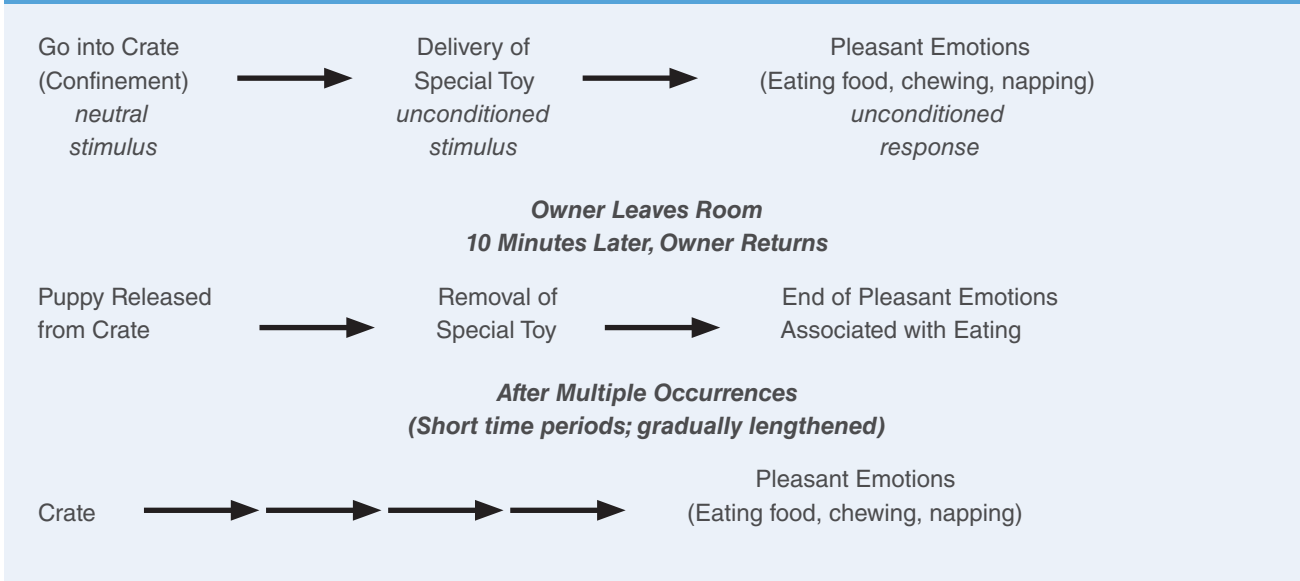 Go into Crate
(Confinement)
neutral
stimulus
Delivery of
Special Toy
unconditioned
stimulus
Pleasant Emotions
(Eating food, chewing, napping)
unconditioned
response
Owner Leaves Room
10 Minutes Later, Owner Returns
Puppy Released
from Crate
Removal of
Special Toy
End of Pleasant Emotions
Associated with Eating
After Multiple Occurrences
(Short time periods; gradually lengthened)
Crate
Pleasant Emotions
(Eating food, chewing, napping)